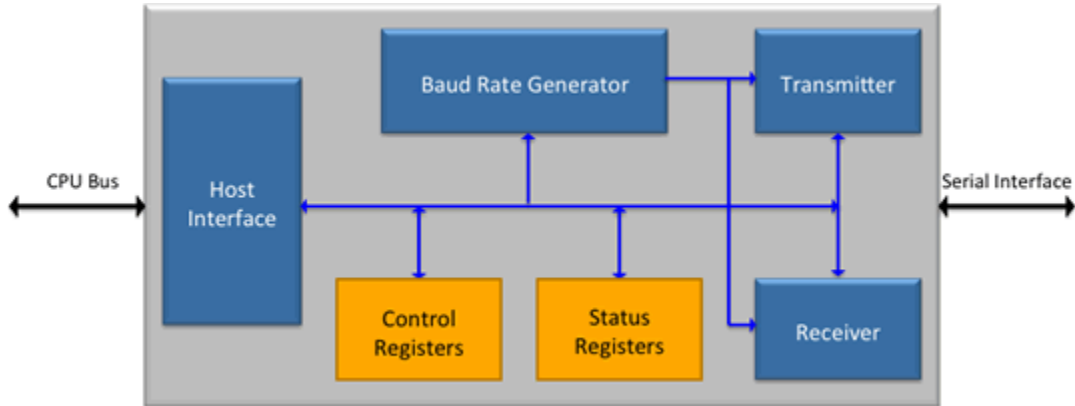 Baud Rate Generator
Transmitter
CPU Bus
Host
Interface
Serial Interface
Control
Registers
Status
Registers
Receiver